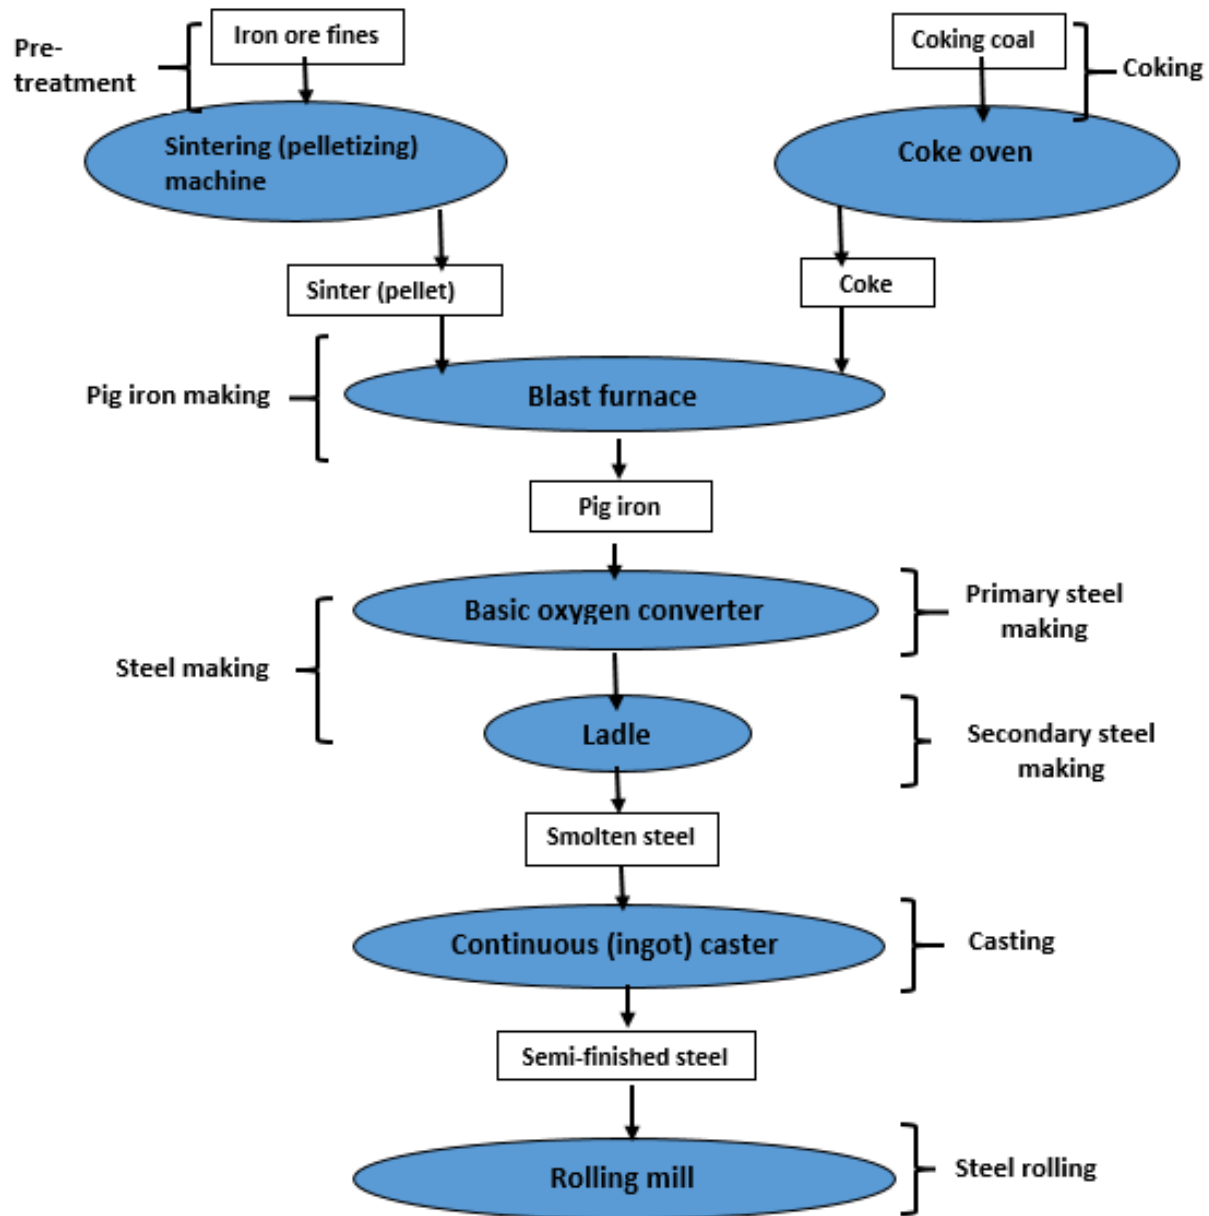 Iron ore fines
Coking coal
Pre-
treatment
Coking
Sintering (pelletizing)
machine
Coke oven
Sinter (pellet)
Coke
Pig iron making
Blast furnace
Pig iron
Basic oxygen converter
Primary steel
making
Steel making
Ladle
Secondary steel
making
Smolten steel
Continuous (ingot) caster
Casting
Semi-finished steel
Rolling mill
Steel rolling